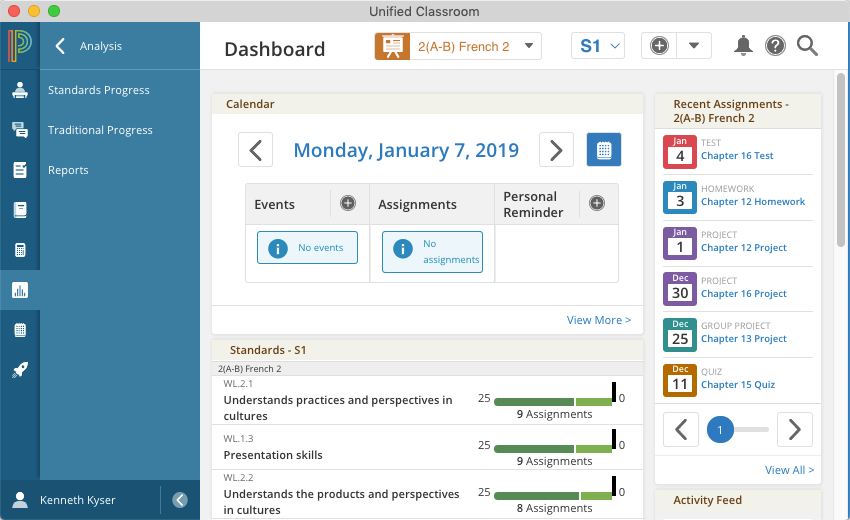 Unified Classroom
Analysis
Standards Progress
Traditional Progress
Reports
Kenneth Kyser
Dashboard
2(A-B) French 2
S1
Calendar
Monday, January 7, 2019
Events
Assignments
Personal
Reminder
No events
No
assignments
View More >
Standards - S1
2(A-B) French 2
WL.2.1
Understands practices and perspectives in
cultures
25
0
9 Assignments
WL.1.3
Presentation skills
25
0
9 Assignments
WL.2.2
Understands the products and perspectives
in cultures
25
0
8 Assignments
Recent Assignments -
2(A-B) French 2
Jan
4
TEST
Chapter 16 Test
Jan
3
HOMEWORK
Chapter 12 Homework
Jan
1
PROJECT
Chapter 12 Project
Dec
30
PROJECT
Chapter 16 Project
Dec
25
GROUP PROJECT
Chapter 13 Project
Dec
11
QUIZ
Chapter 15 Quiz
1
View All >
Activity Feed